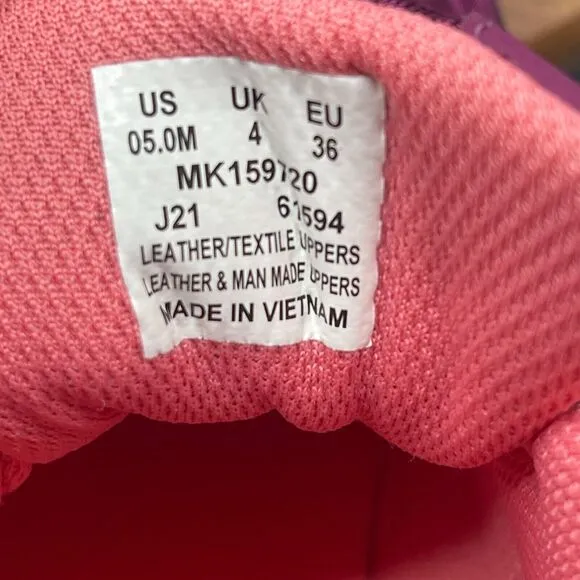 US UK EU
05.0M 4 36
MK159720
J21 61594
LEATHER/TEXTILE UPPERS
LEATHER & MAN MADE UPPERS
MADE IN VIETNAM